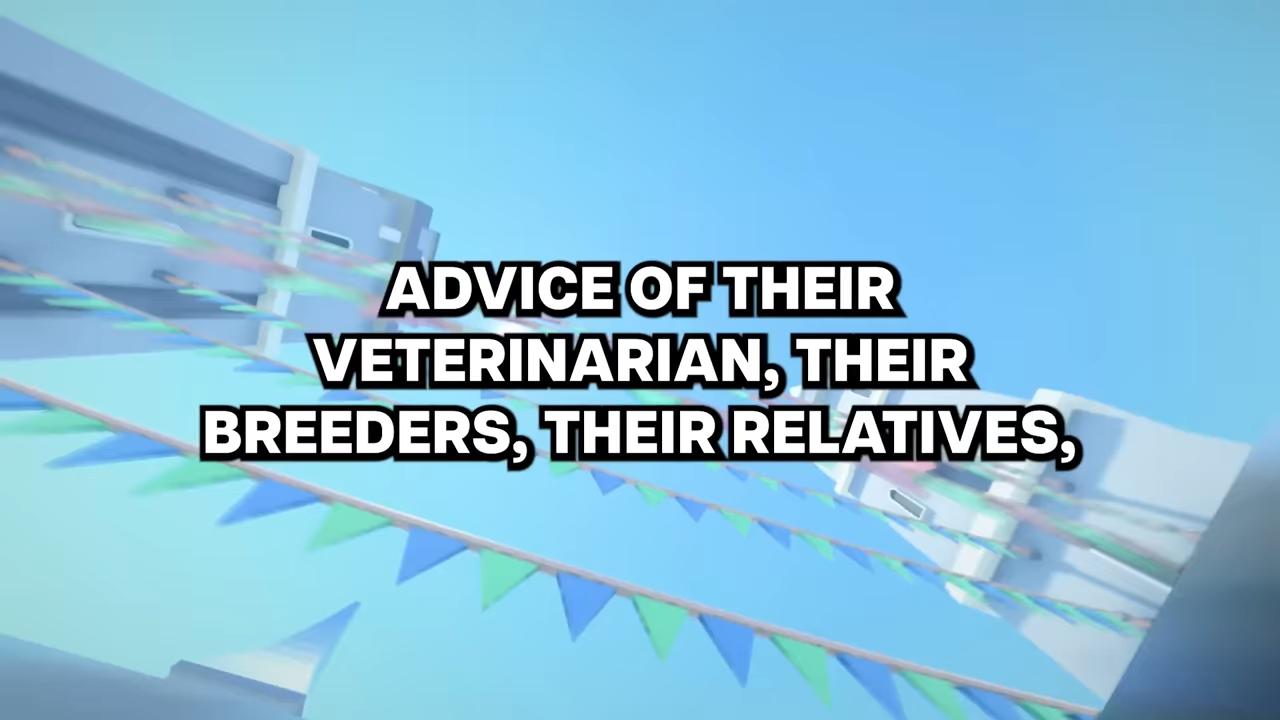 ADVICE OF THEIR
VETERINARIAN, THEIR
BREEDERS, THEIR RELATIVES,